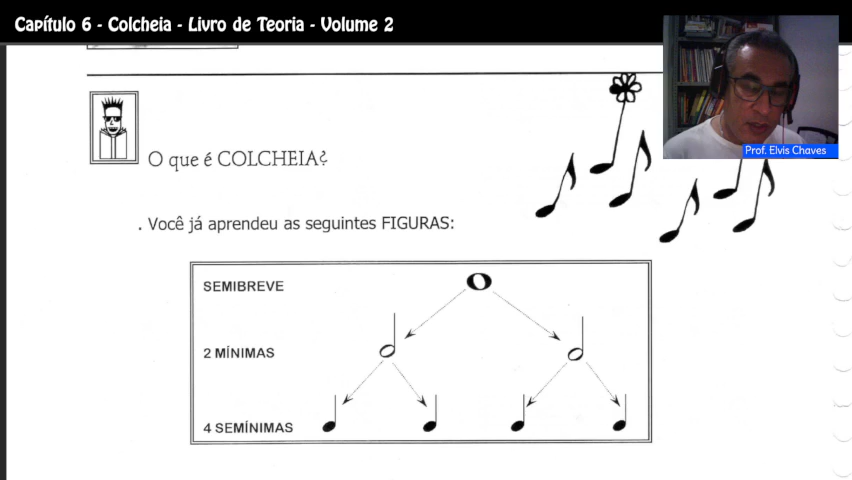 Capítulo 6 - Colcheia - Livro de Teoria - Volume 2
Prof. Elvis Chaves
O que é COLCHEIA?
. Você já aprendeu as seguintes FIGURAS:
SEMIBREVE
2 MÍNIMAS
4 SEMÍNIMAS